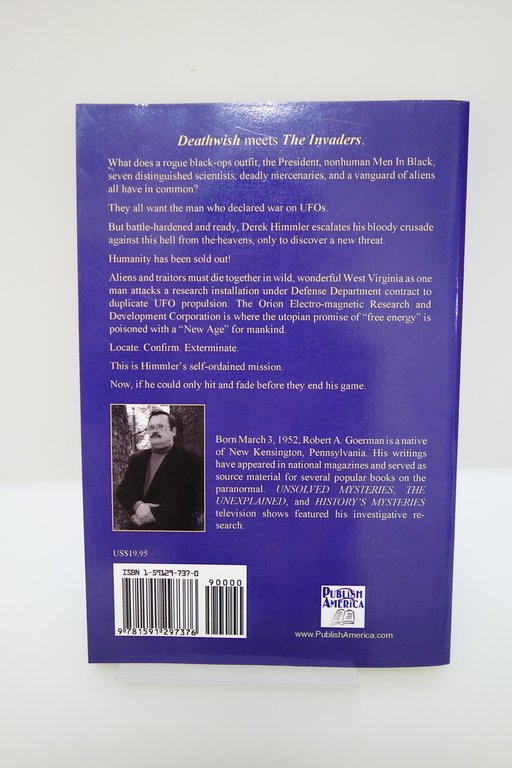 Deathwish meets The Invaders.
What does a rogue black-ops outfit, the President, nonhuman Men In Black,
seven distinguished scientists, deadly mercenaries, and a vanguard of aliens
all have in common?
They all want the man who declared war on UFOs.
But battle-hardened and ready, Derek Himmler escalates his bloody crusade
against this hell from the heavens, only to discover a new threat.
Humanity has been sold out!
Aliens and traitors must die together in wild, wonderful West Virginia as one
man attacks a research installation under Defense Department contract to
duplicate UFO propulsion. The Orion Electro-magnetic Research and
Development Corporation is where the utopian promise of "free energy" is
poisoned with a "New Age" for mankind.
Locate. Confirm. Exterminate.
This is Himmler's self-ordained mission.
Now, if he could only hit and fade before they end his game.
Born March 3, 1952, Robert A. Goerman is a native
of New Kensington, Pennsylvania. His writings
have appeared in national magazines and served as
source material for several popular books on the
paranormal. UNSOLVED MYSTERIES, THE
UNEXPLAINED, and HISTORY'S MYSTERIES
television shows featured his investigative re-
search.
US$19.95
ISBN 1-59129-737-0
90000
9 781591 297376
PUBLISH
AMERICA
www.PublishAmerica.com